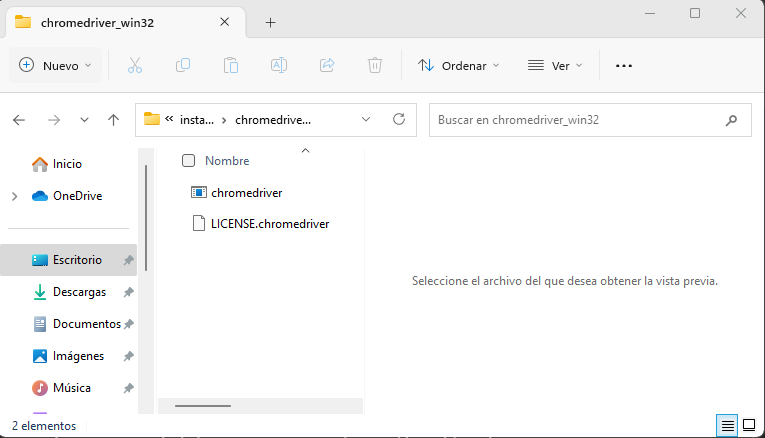 chromedriver_win32
Nuevo
Ordenar
Ver
insta... chromedrive...
Buscar en chromedriver_win32
Inicio
OneDrive
Escritorio
Descargas
Documentos
Imágenes
Música
Nombre
chromedriver
LICENSE.chromedriver
Seleccione el archivo del que desea obtener la vista previa.
2 elementos